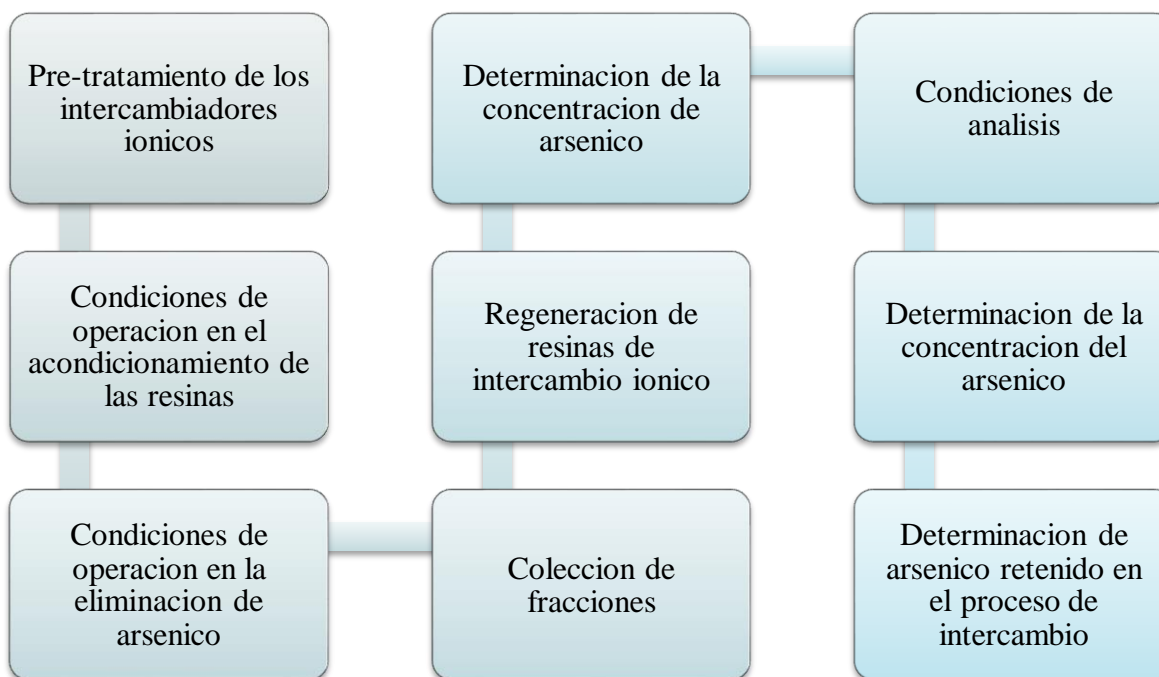 Pre-tratamiento de los
intercambiadores
ionicos
Condiciones de
operacion en el
acondicionamiento de
las resinas
Condiciones de
operacion en la
eliminacion de
arsenico
Coleccion de
fracciones
Regeneracion de
resinas de
intercambio ionico
Determinacion de la
concentracion de
arsenico
Condiciones de
analisis
Determinacion de la
concentracion del
arsenico
Determinacion de
arsenico retenido en
el proceso de
intercambio